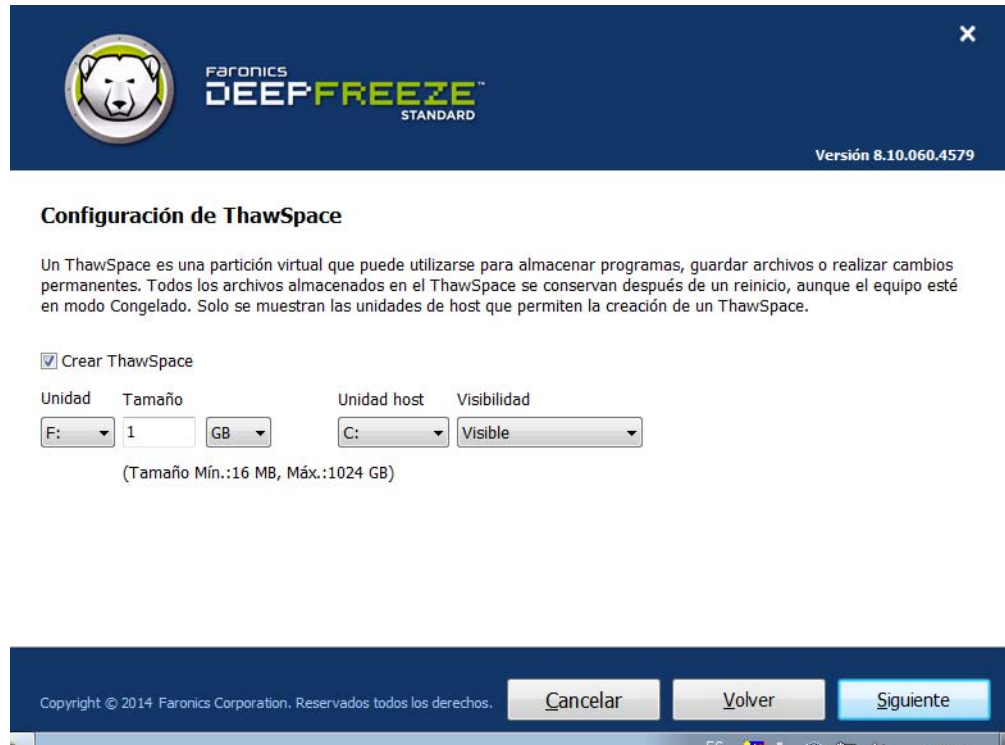 Faronics
DEEPFREEZE™
STANDARD
Versión 8.10.060.4579
Configuración de ThawSpace
Un ThawSpace es una partición virtual que puede utilizarse para almacenar programas, guardar archivos o realizar cambios
permanentes. Todos los archivos almacenados en el ThawSpace se conservan después de un reinicio, aunque el equipo esté
en modo Congelado. Solo se muestran las unidades de host que permiten la creación de un ThawSpace.
Crear ThawSpace
Unidad Tamaño Unidad host Visibilidad
F: 1 GB C: Visible
(Tamaño Mín.:16 MB, Máx.:1024 GB)
Copyright © 2014 Faronics Corporation. Reservados todos los derechos. Cancelar Volver Siguiente